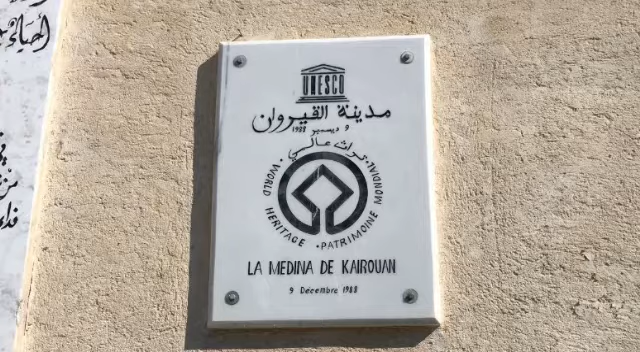 UNESCO
مدينة القيروان
9 ديسمبر 1988
تراث عالمي
WORLD HERITAGE • PATRIMOINE MONDIAL •
LA MEDINA DE KAIROUAN
9 Décembre 1988